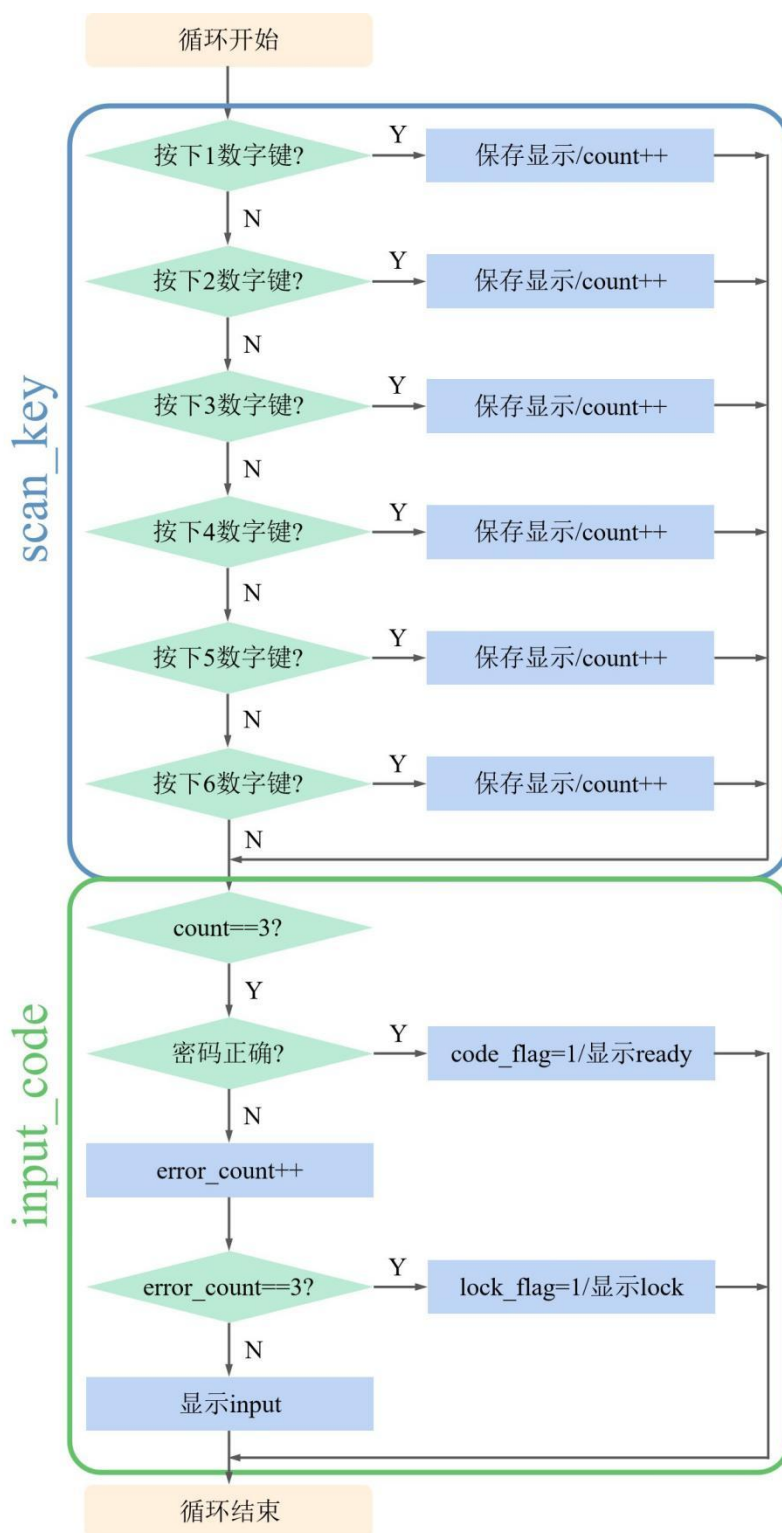 循环开始
scan_key
按下1数字键?
Y
保存显示/count++
N
按下2数字键?
Y
保存显示/count++
N
按下3数字键?
Y
保存显示/count++
N
按下4数字键?
Y
保存显示/count++
N
按下5数字键?
Y
保存显示/count++
N
按下6数字键?
Y
保存显示/count++
N
input_code
count==3?
Y
密码正确?
Y
code_flag=1/显示ready
N
error_count++
error_count==3?
Y
lock_flag=1/显示lock
N
显示input
循环结束